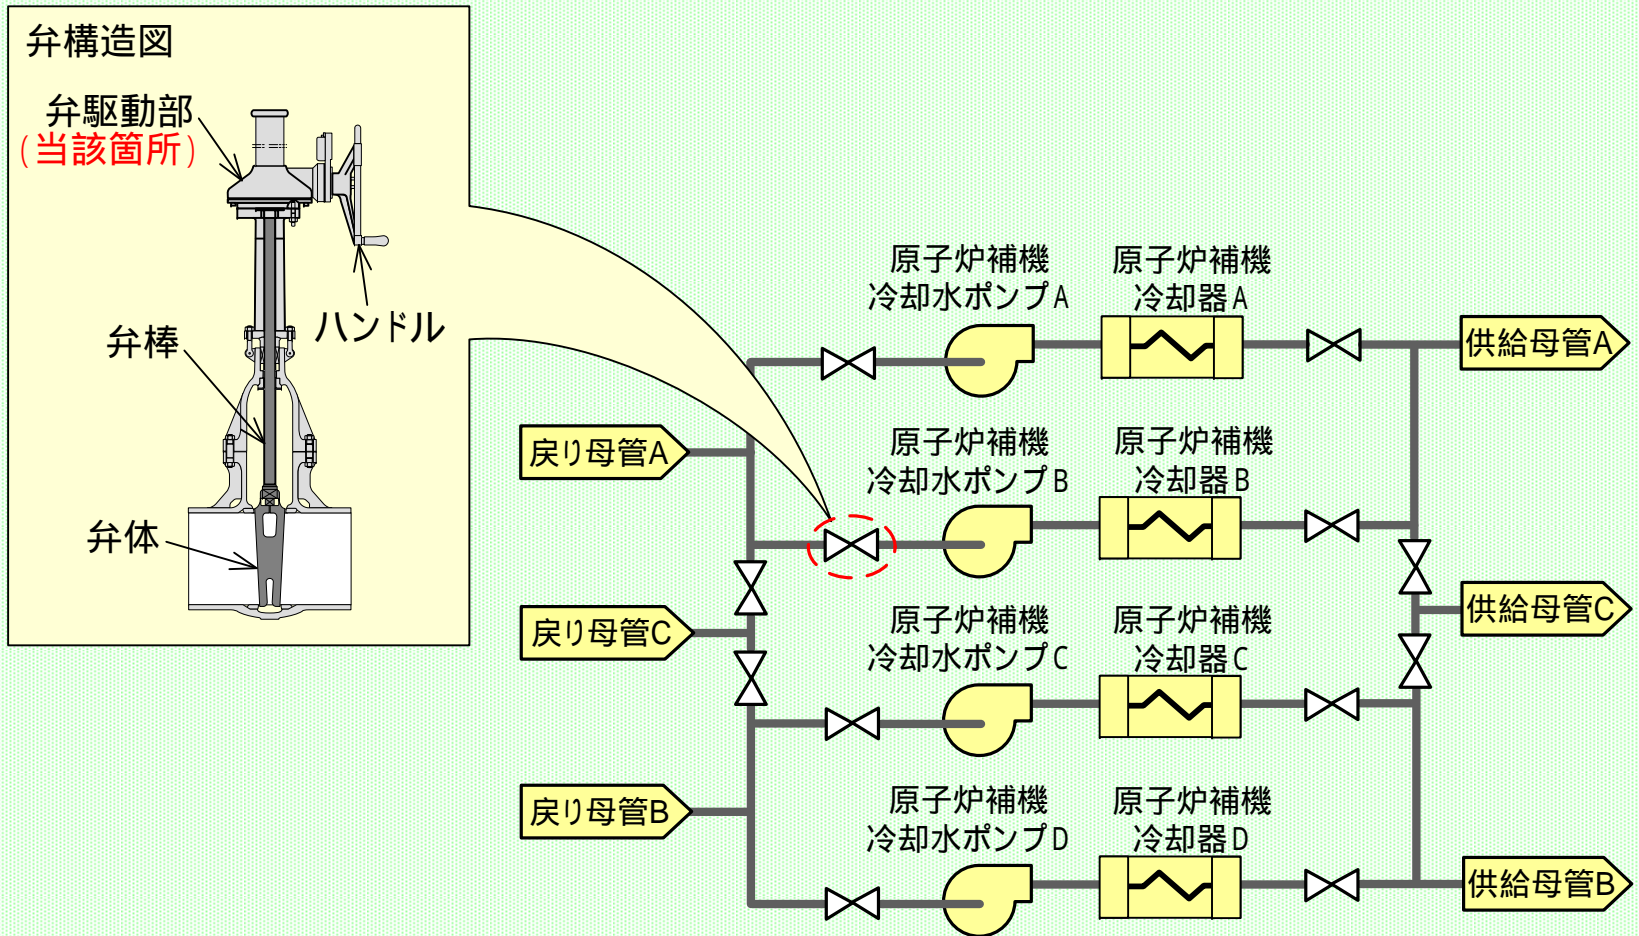 弁構造図
弁駆動部
(当該箇所)
ハンドル
弁棒
弁体
原子炉補機
冷却水ポンプA
原子炉補機
冷却器A
供給母管A
戻り母管A
原子炉補機
冷却水ポンプB
原子炉補機
冷却器B
戻り母管C
原子炉補機
冷却水ポンプC
原子炉補機
冷却器C
供給母管C
戻り母管B
原子炉補機
冷却水ポンプD
原子炉補機
冷却器D
供給母管B